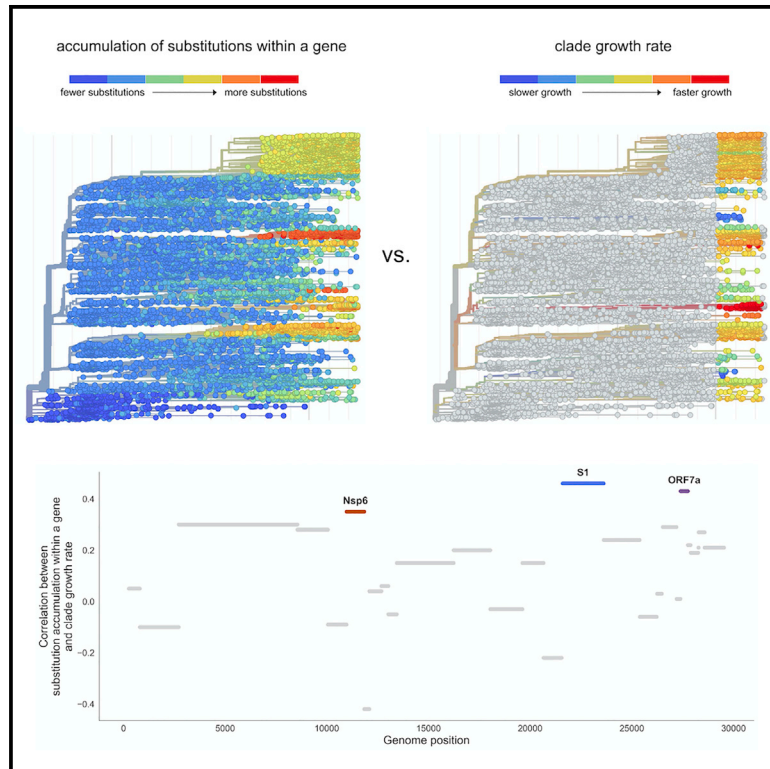 accumulation of substitutions within a gene
clade growth rate
fewer substitutions
more substitutions
slower growth
faster growth
vs.
Nsp6
S1
ORF7a
Correlation between
substitution accumulation within a gene
and clade growth rate
0.4
0.2
0.0
−0.2
−0.4
0
5000
10000
15000
20000
25000
30000
Genome position